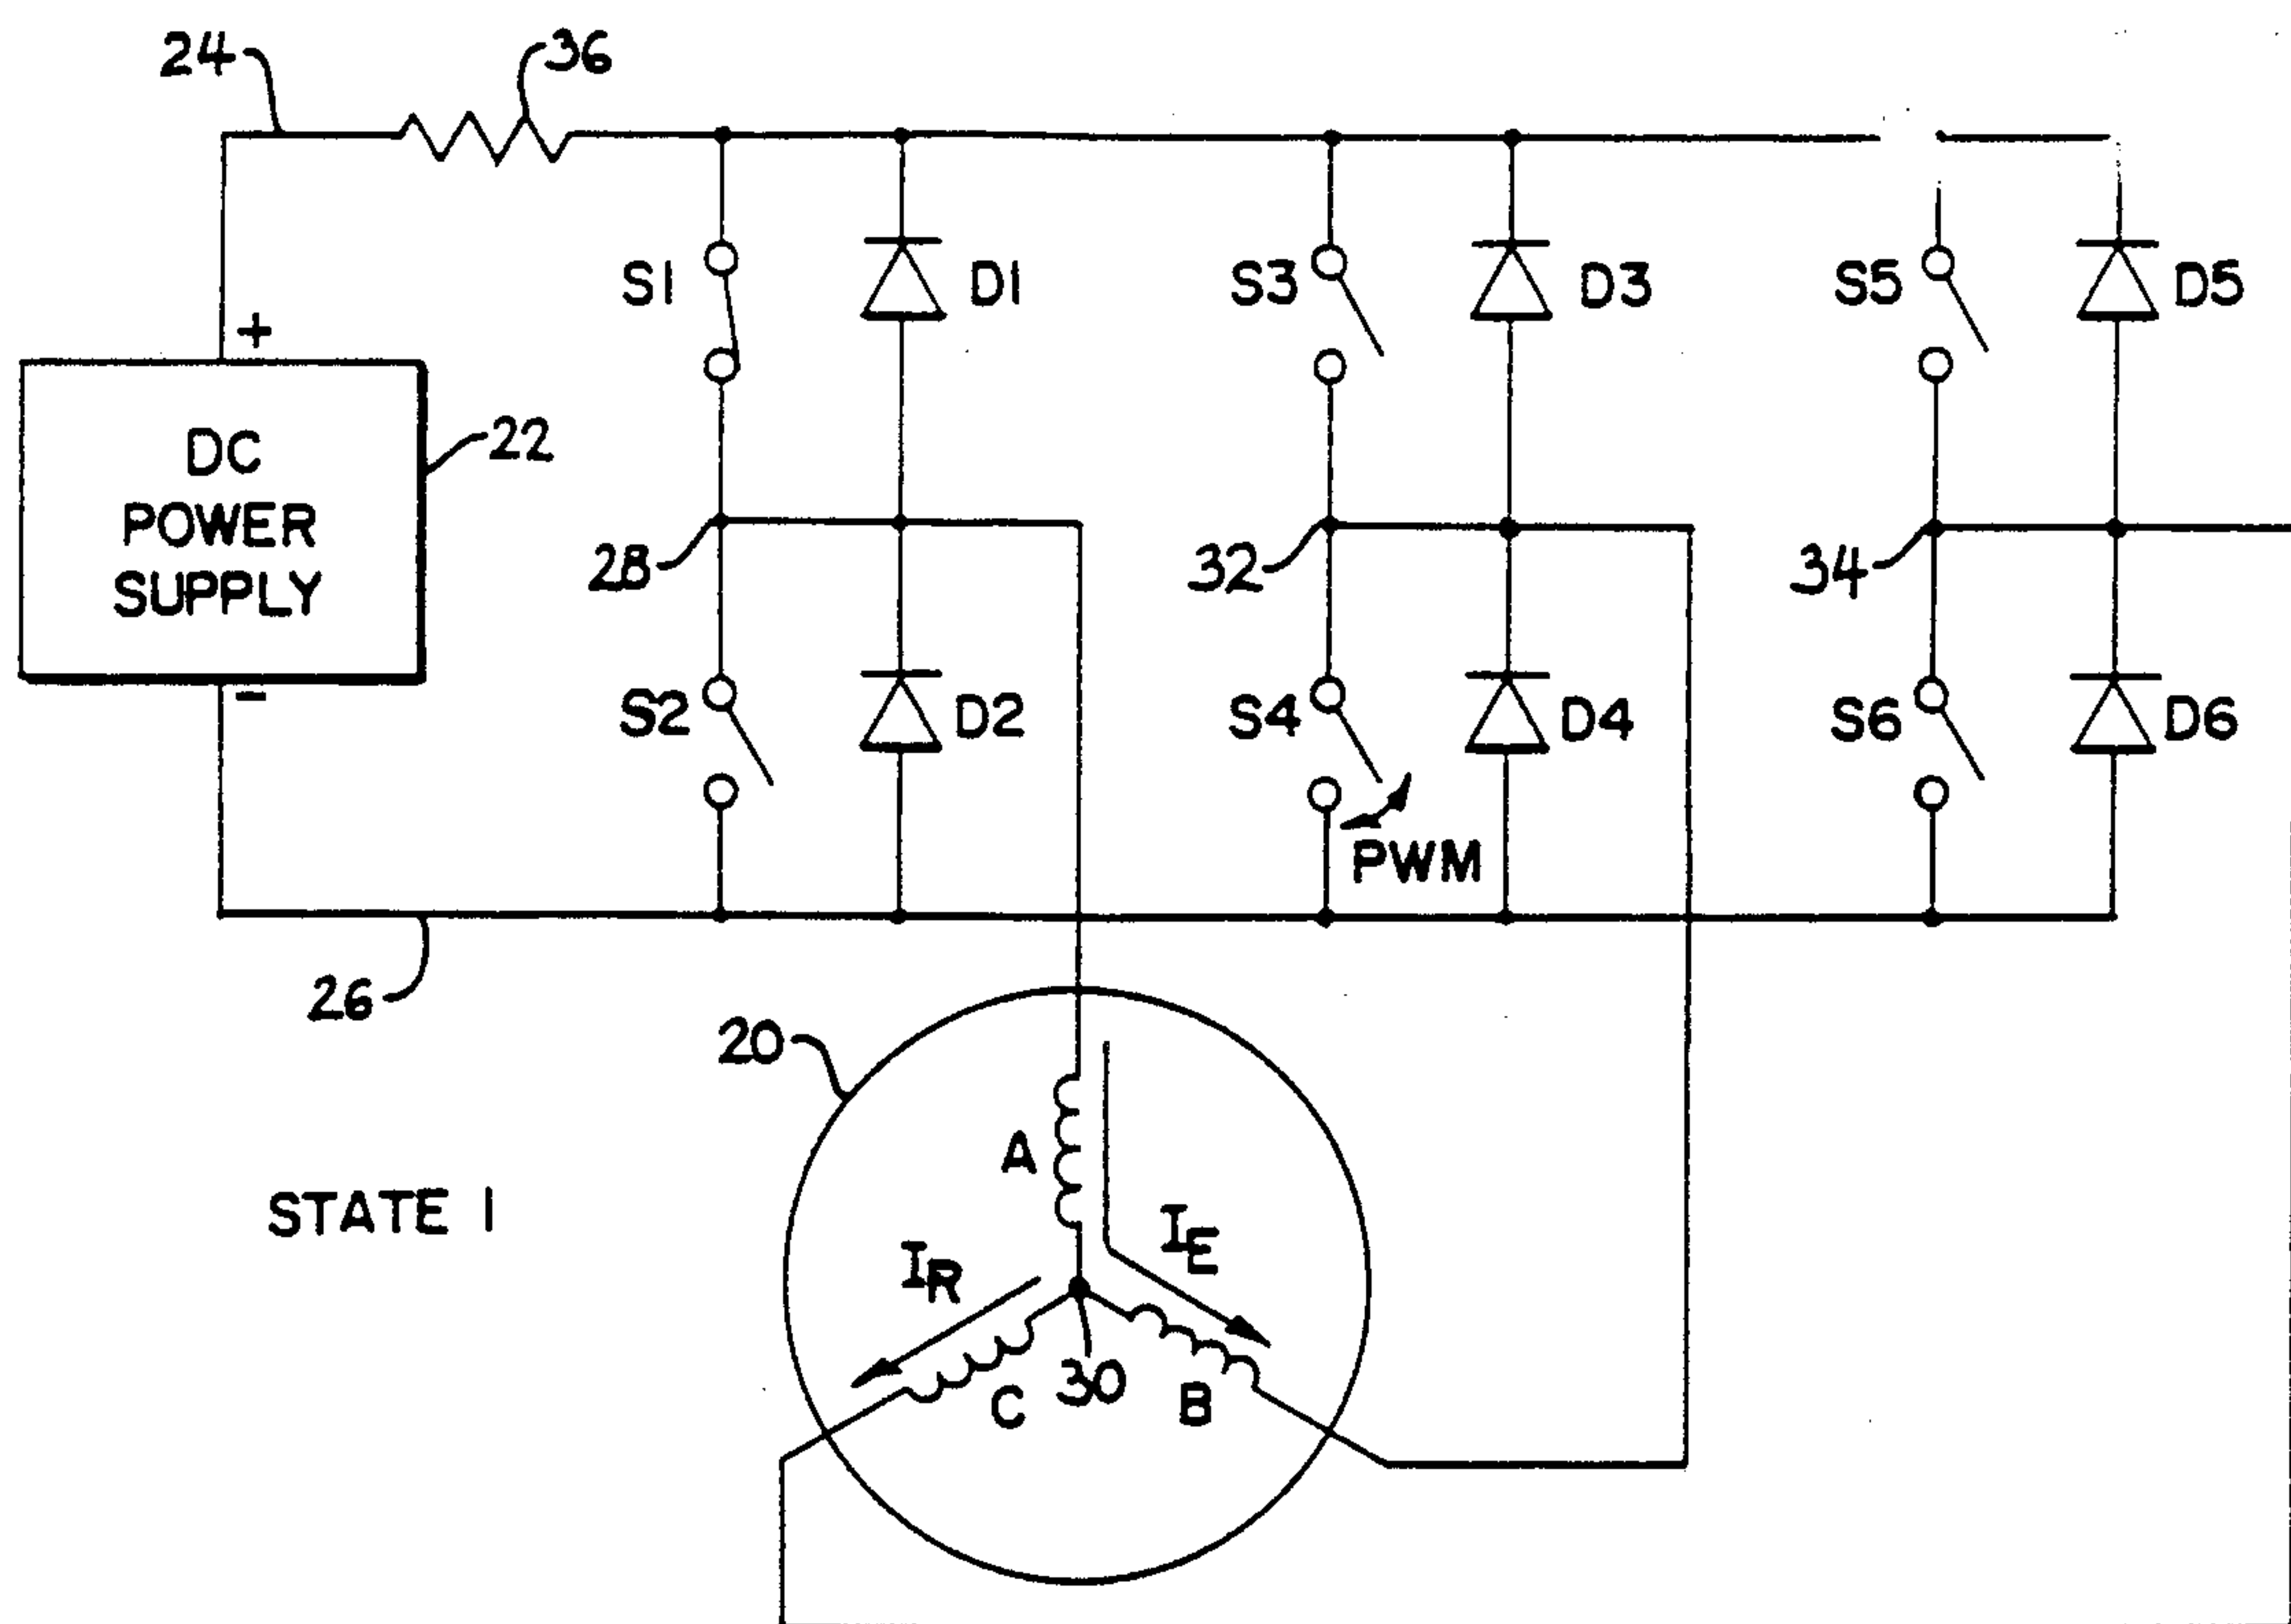 24
36
+
S1
D1
S3
D3
S5
D5
DC
POWER
SUPPLY
22
28
32
34
-
S2
D2
S4
D4
S6
D6
PWM
26
20
A
STATE 1
IE
IR
30
C
B